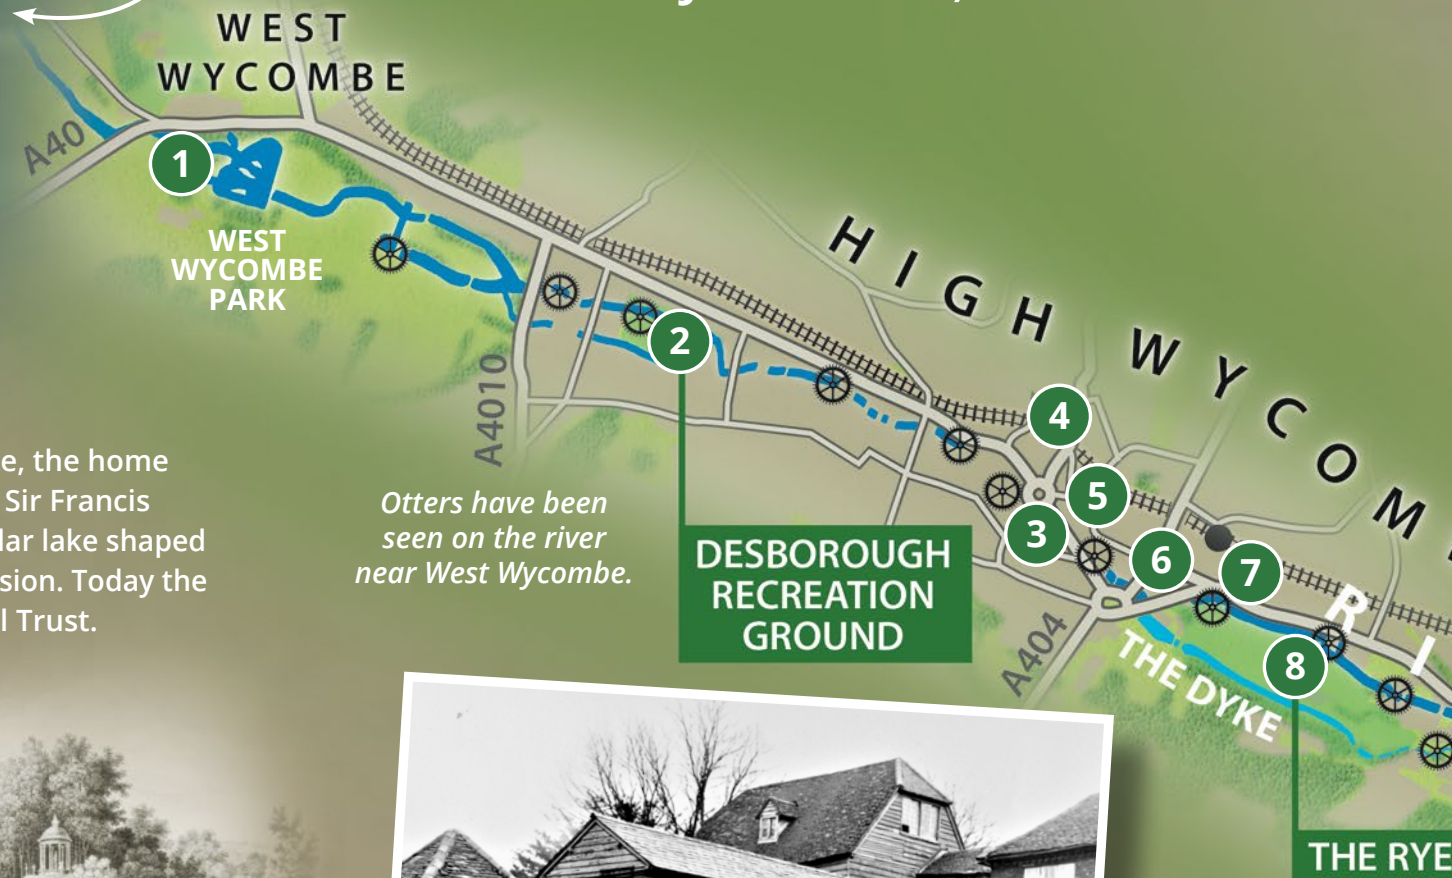 WEST
WYCOMBE
A40
1
WEST
WYCOMBE
PARK
HIGH WYCOM
2
A4010
4
5
3
6
7
RI
8
e, the home
Sir Francis
lar lake shaped
sion. Today the
l Trust.
Otters have been
seen on the river
near West Wycombe.
DESBOROUGH
RECREATION
GROUND
A404
THE DYKE
THE RYE